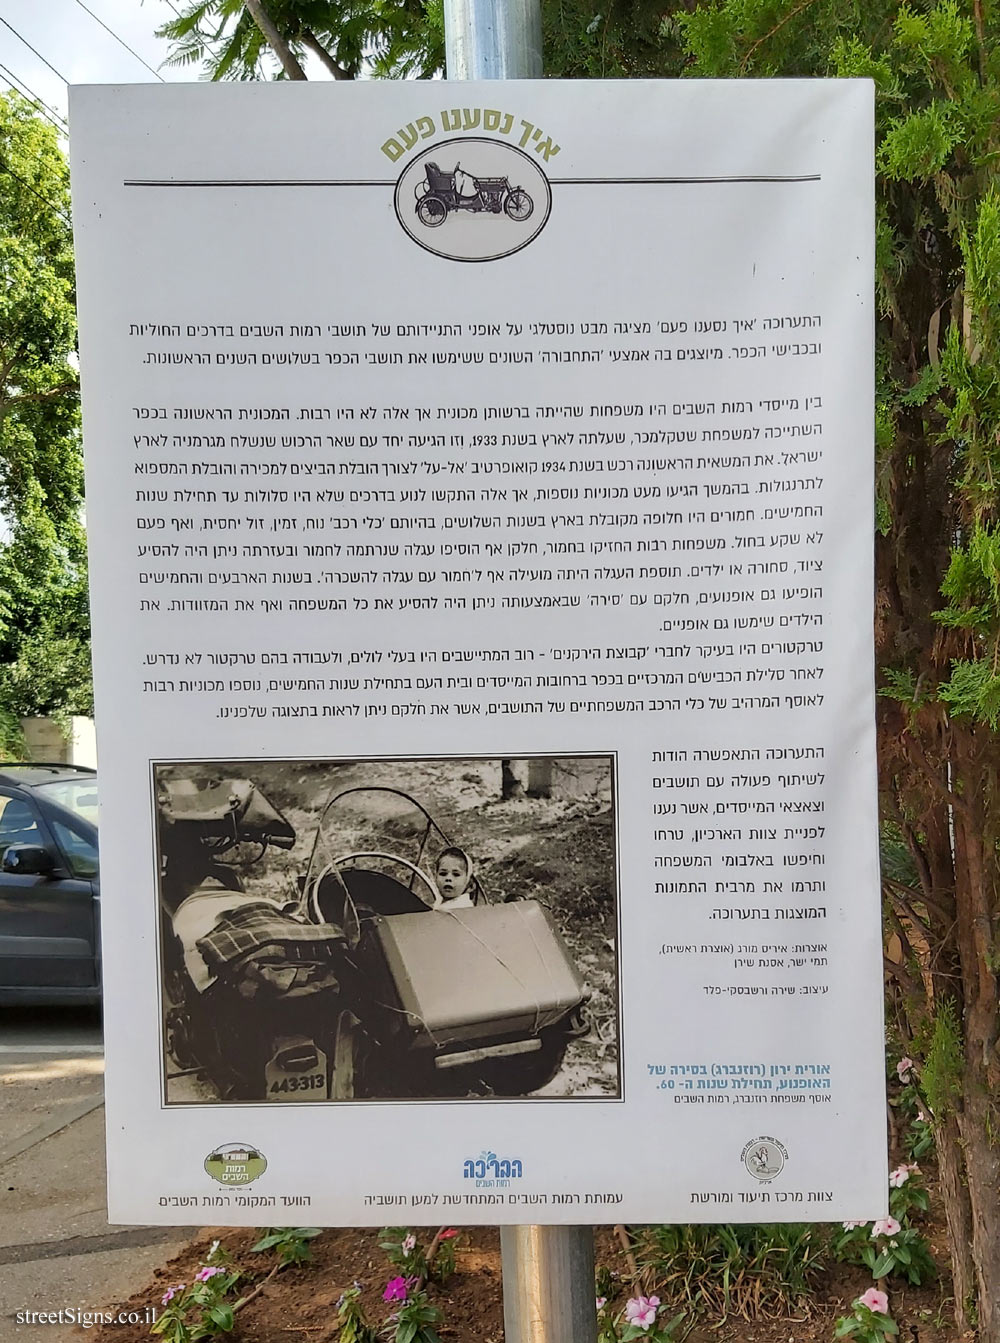 איך נסענו פעם
התערוכה 'איך נסענו פעם' מציגה מבט נוסטלגי על אופני התניידותם של תושבי רמות השבים בדרכים החוליות
ובכבישי הכפר. מיוצגים בה אמצעי 'התחבורה' השונים ששימשו את תושבי הכפר בשלושים השנים הראשונות.
בין מייסדי רמות השבים היו משפחות שהייתה ברשותן מכונית אך אלה לא היו רבות. המכונית הראשונה בכפר
השתייכה למשפחת שטקלמכר, שעלתה לארץ בשנת 1933, וזו הגיעה יחד עם שאר הרכוש שנשלח מגרמניה לארץ
ישראל. את המשאית הראשונה רכש בשנת 1934 קואופרטיב 'אל-על' לצורך הובלת הביצים למכירה והובלת המספוא
לתרנגולות. בהמשך הגיעו מעט מכוניות נוספות, אך אלה התקשו לנוע בדרכים שלא היו סלולות עד תחילת שנות
החמישים. חמורים היו חלופה מקובלת בארץ בשנות השלושים, בהיותם 'כלי רכב' נוח, זמין, זול יחסית, ואף פעם
לא שקע בחול. משפחות רבות החזיקו בחמור, חלקן אף הוסיפו עגלה שנרתמה לחמור ובעזרתה ניתן היה להסיע
ציוד, סחורה או ילדים. תוספת העגלה היתה מועילה אף ל'חמור עם עגלה להשכרה'. בשנות הארבעים והחמישים
הופיעו גם אופנועים, חלקם עם 'סירה' שבאמצעותה ניתן היה להסיע את כל המשפחה ואף את המזוודות. את
הילדים שימשו גם אופניים.
טרקטורים היו בעיקר לחברי 'קבוצת הירקנים' - רוב המתיישבים היו בעלי לולים, ולעבודה בהם טרקטור לא נדרש.
לאחר סלילת הכבישים המרכזיים בכפר ברחובות המייסדים ובית העם בתחילת שנות החמישים, נוספו מכוניות רבות
לאוסף המרהיב של כלי הרכב המשפחתיים של התושבים, אשר את חלקם ניתן לראות בתצוגה שלפנינו.
התערוכה התאפשרה הודות
לשיתוף פעולה עם תושבים
וצאצאי המייסדים, אשר נענו
לפניית צוות הארכיון, טרחו
וחיפשו באלבומי המשפחה
ותרמו את מרבית התמונות
המוצגות בתערוכה.
אוצרות: איריס מורג (אוצרת ראשית),
תמי ישר, אסנת שירן
עיצוב: שירה ורשבסקי-פלד
443-313
אורית ירון (רוזנברג) בסירה של
האופנוע, תחילת שנות ה- 60.
אוסף משפחת רוזנברג, רמות השבים
צוות מרכז תיעוד ומורשת
הבריכה
רמות השבים
עמותת רמות השבים המתחדשת למען תושביה
רמות
השבים
הוועד המקומי רמות השבים
streetSigns.co.il